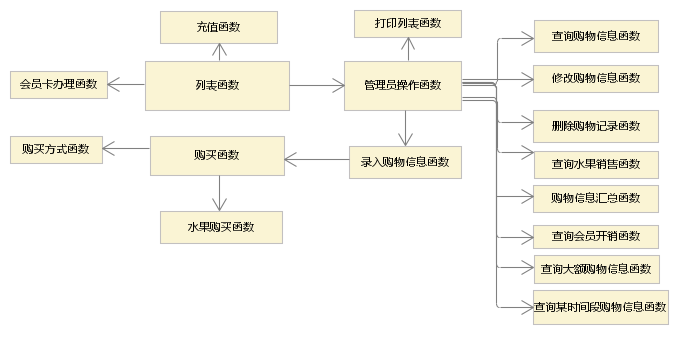 充值函数
打印列表函数
查询购物信息函数
会员卡办理函数
列表函数
管理员操作函数
修改购物信息函数
删除购物记录函数
购买方式函数
购买函数
录入购物信息函数
查询水果销售函数
购物信息汇总函数
水果购买函数
查询会员开销函数
查询大额购物信息函数
查询某时间段购物信息函数